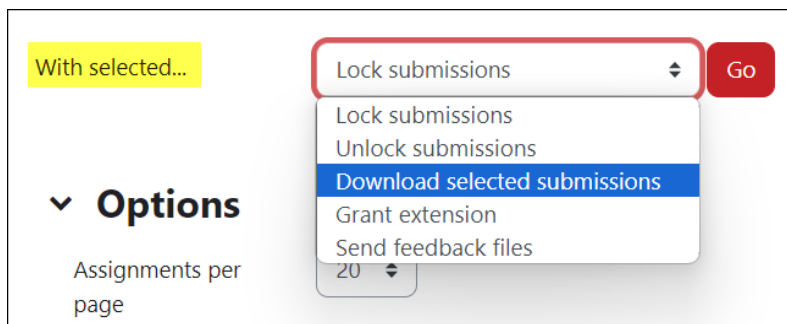 With selected...
Lock submissions
Go
Lock submissions
Unlock submissions
Download selected submissions
Grant extension
Send feedback files
Options
Assignments per
page
20